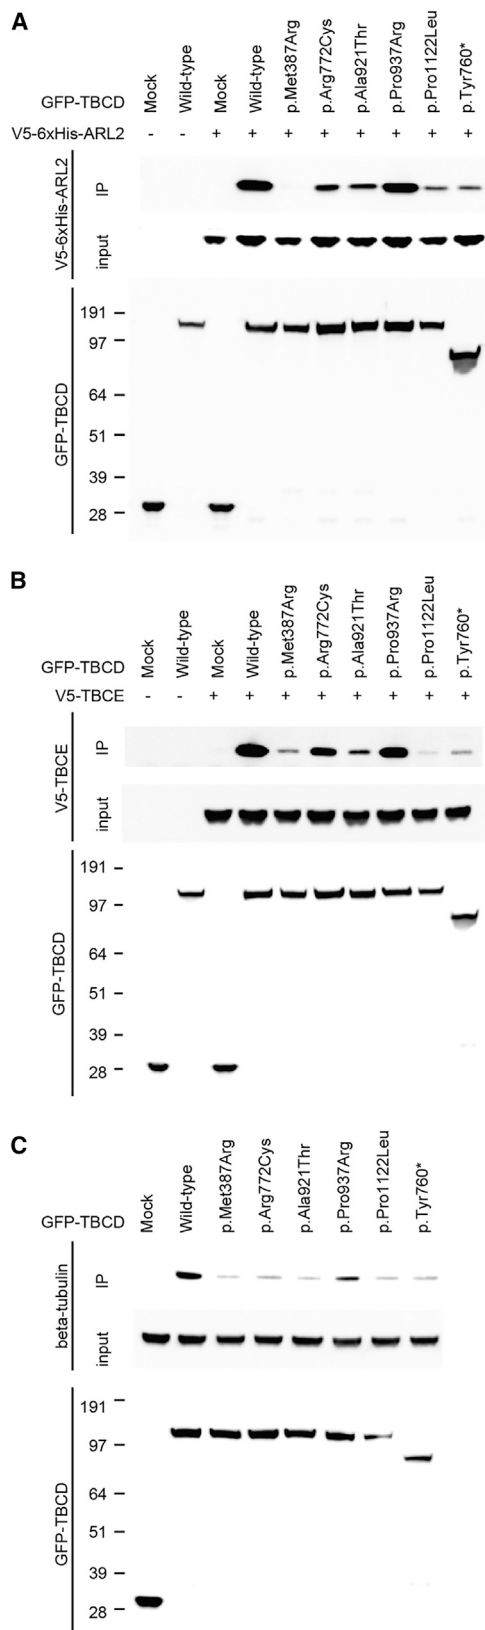 A
GFP-TBCD Mock Wild-type Mock Wild-type p.Met387Arg p.Arg772Cys p.Ala921Thr p.Pro937Arg p.Pro1122Leu p.Tyr760*
V5-6xHis-ARL2 - - + + + + + + + +
V5-6xHis-ARL2
IP
input
GFP-TBCD
191
97
64
51
39
28
B
GFP-TBCD Mock Wild-type Mock Wild-type p.Met387Arg p.Arg772Cys p.Ala921Thr p.Pro937Arg p.Pro1122Leu p.Tyr760*
V5-TBCE - - + + + + + + + +
V5-TBCE
IP
input
GFP-TBCD
191
97
64
51
39
28
C
GFP-TBCD Mock Wild-type p.Met387Arg p.Arg772Cys p.Ala921Thr p.Pro937Arg p.Pro1122Leu p.Tyr760*
beta-tubulin
IP
input
GFP-TBCD
191
97
64
51
39
28